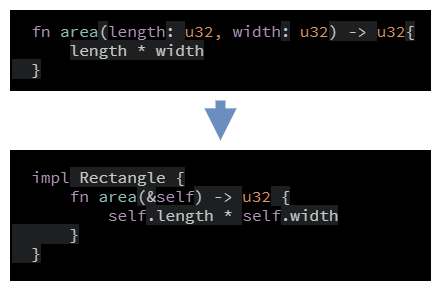 fn area(length: u32, width: u32) -> u32{
length * width
}
impl Rectangle {
fn area(&self) -> u32 {
self.length * self.width
}
}